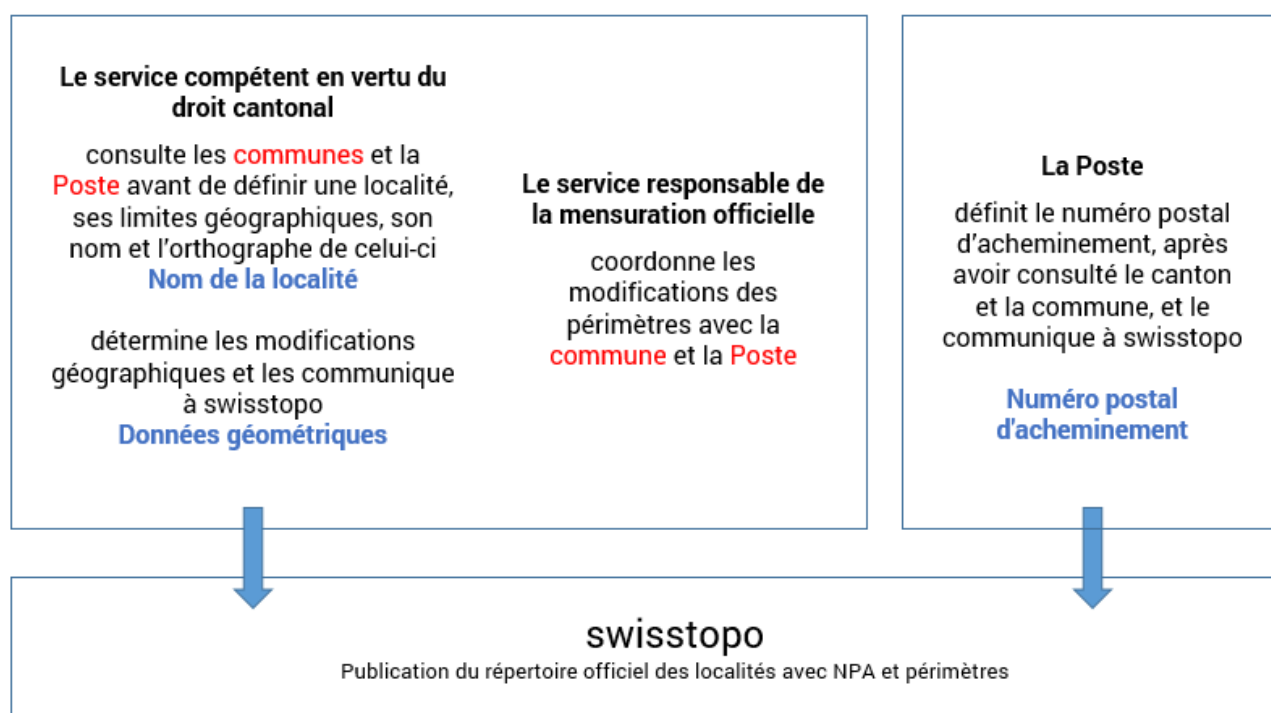 Le service compétent en vertu du
droit cantonal
consulte les communes et la
Poste avant de définir une localité,
ses limites géographiques, son
nom et l’orthographe de celui-ci
Nom de la localité
détermine les modifications
géographiques et les communique
à swisstopo
Données géométriques
Le service responsable de
la mensuration officielle
coordonne les
modifications des
périmètres avec la
commune et la Poste
La Poste
définit le numéro postal
d’acheminement, après
avoir consulté le canton
et la commune, et le
communique à swisstopo
Numéro postal
d'acheminement
swisstopo
Publication du répertoire officiel des localités avec NPA et périmètres